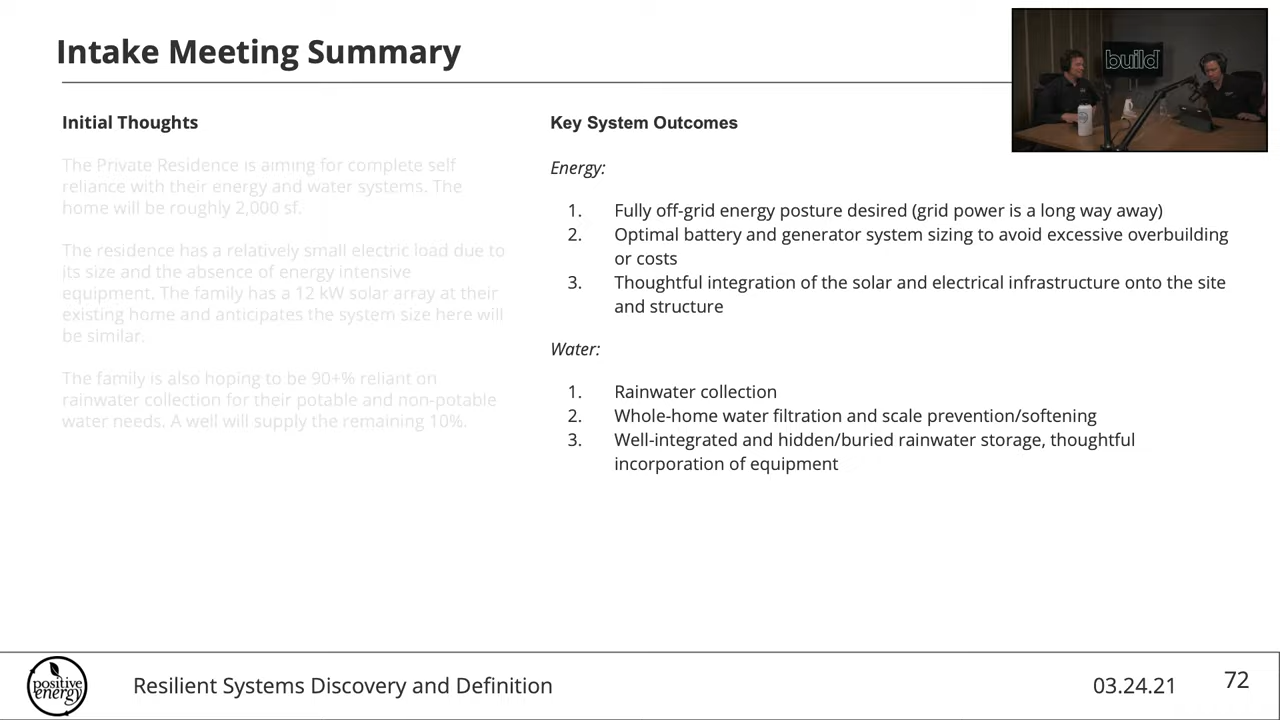 Intake Meeting Summary
build
Initial Thoughts
The Private Residence is aiming for complete self
reliance with their energy and water systems. The
home will be roughly 2,000 sf.
The residence has a relatively small electric load due to
its size and the absence of energy intensive
equipment. The family has a 12 kW solar array at their
existing home and anticipates the system size here will
be similar.
The family is also hoping to be 90+% reliant on
rainwater collection for their potable and non-potable
water needs. A well will supply the remaining 10%.
Key System Outcomes
Energy:
1. Fully off-grid energy posture desired (grid power is a long way away)
2. Optimal battery and generator system sizing to avoid excessive overbuilding
or costs
3. Thoughtful integration of the solar and electrical infrastructure onto the site
and structure
Water:
1. Rainwater collection
2. Whole-home water filtration and scale prevention/softening
3. Well-integrated and hidden/buried rainwater storage, thoughtful
incorporation of equipment
positive
energy
Resilient Systems Discovery and Definition
03.24.21
72